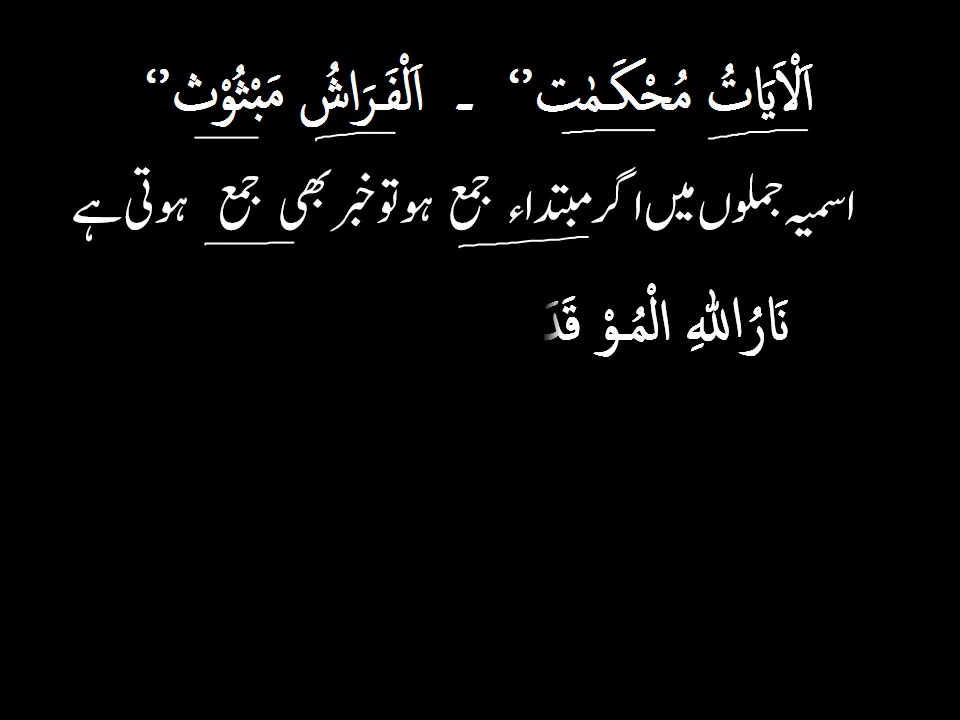 اَلْاٰيَاتُ مُحْكَمٰتٌ ۔ اَلْفَرَاشُ مَبْثُوْثٌ
اسمیہ جملوں میں اگر مبتداء جمع ہو تو خبر بھی جمع ہوتی ہے
نَارُاللّٰهِ الْمُوْ قَدَ